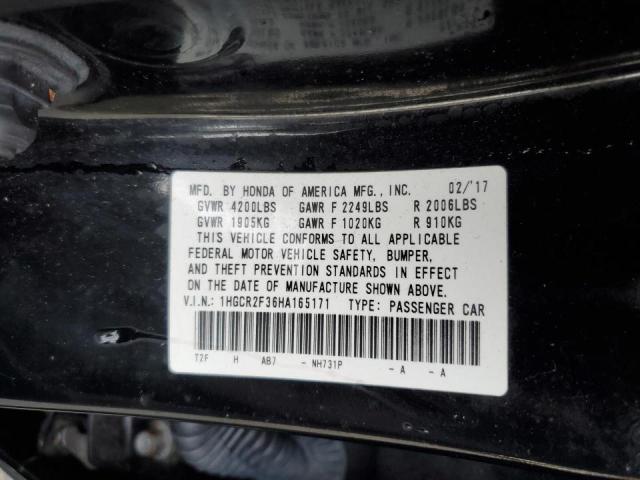 MFD. BY HONDA OF AMERICA MFG., INC. 02/'17
GVWR 4200LBS GAWR F 2249LBS R 2006LBS
GVWR 1905KG GAWR F 1020KG R 910KG
THIS VEHICLE CONFORMS TO ALL APPLICABLE
FEDERAL MOTOR VEHICLE SAFETY, BUMPER,
AND THEFT PREVENTION STANDARDS IN EFFECT
ON THE DATE OF MANUFACTURE SHOWN ABOVE.
V.I.N.: 1HGCR2F36HA165171 TYPE: PASSENGER CAR
T2F H AB7 - NH731P - A - A